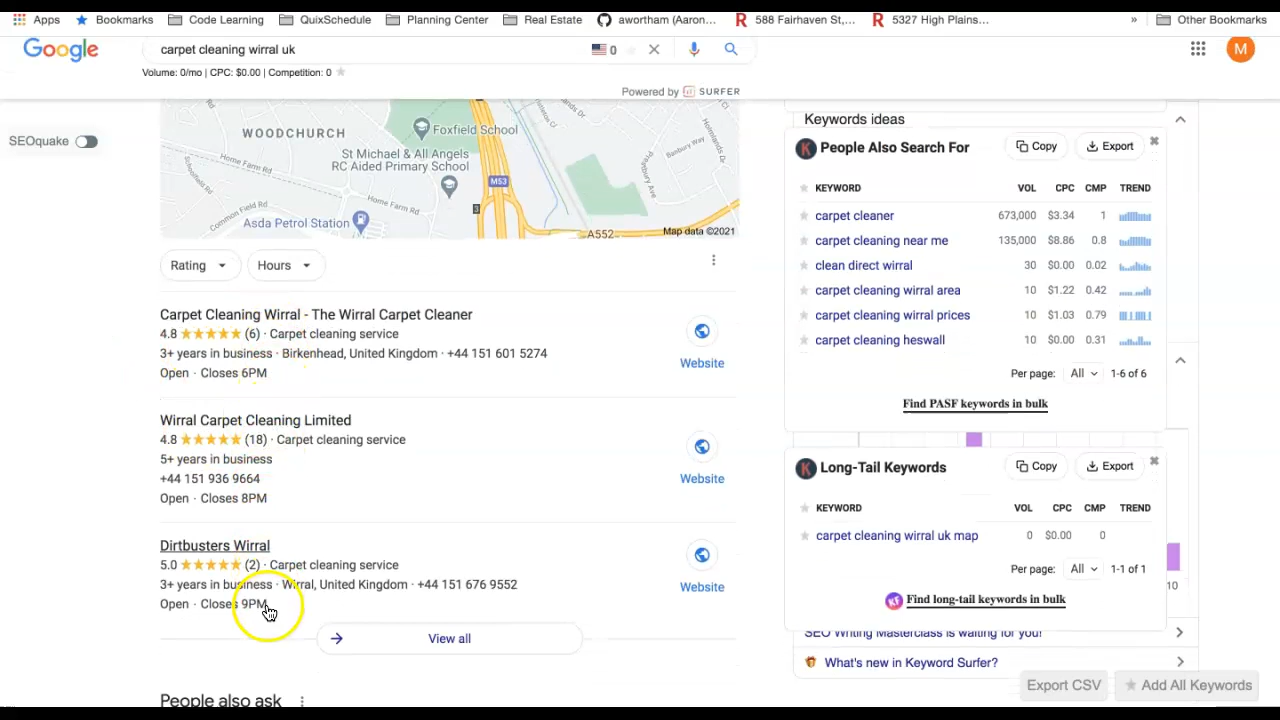 Apps Bookmarks Code Learning QuixSchedule Planning Center Real Estate awortham (Aaron... 588 Fairhaven St,... 5327 High Plains... » Other Bookmarks
Google carpet cleaning wirral uk 0 M
Volume: 0/mo | CPC: $0.00 | Competition: 0
Powered by SURFER
SEOquake
WOODCHURCH
Foxfield School
St Michael & All Angels
RC Aided Primary School
Home Farm Rd
Common Field Rd
Home Farm Rd
Asda Petrol Station
M53
3
A552
Banbury Way
Map data ©2021
Rating Hours
Carpet Cleaning Wirral - The Wirral Carpet Cleaner
4.8 (6) · Carpet cleaning service
3+ years in business · Birkenhead, United Kingdom · +44 151 601 5274
Open · Closes 6PM
Website
Wirral Carpet Cleaning Limited
4.8 (18) · Carpet cleaning service
5+ years in business
+44 151 936 9664
Open · Closes 8PM
Website
Dirtbusters Wirral
5.0 (2) · Carpet cleaning service
3+ years in business · Wirral, United Kingdom · +44 151 676 9552
Open · Closes 9PM
Website
View all
People also ask
Keywords ideas
K People Also Search For Copy Export
KEYWORD VOL CPC CMP TREND
carpet cleaner 673,000 $3.34 1
carpet cleaning near me 135,000 $8.86 0.8
clean direct wirral 30 $0.00 0.02
carpet cleaning wirral area 10 $1.22 0.42
carpet cleaning wirral prices 10 $1.03 0.79
carpet cleaning heswall 10 $0.00 0.31
Per page: All 1-6 of 6
Find PASF keywords in bulk
K Long-Tail Keywords Copy Export
KEYWORD VOL CPC CMP TREND
carpet cleaning wirral uk map 0 $0.00 0
Per page: All 1-1 of 1
10
KF Find long-tail keywords in bulk
SEO Writing Masterclass is waiting for you!
What's new in Keyword Surfer?
Export CSV Add All Keywords